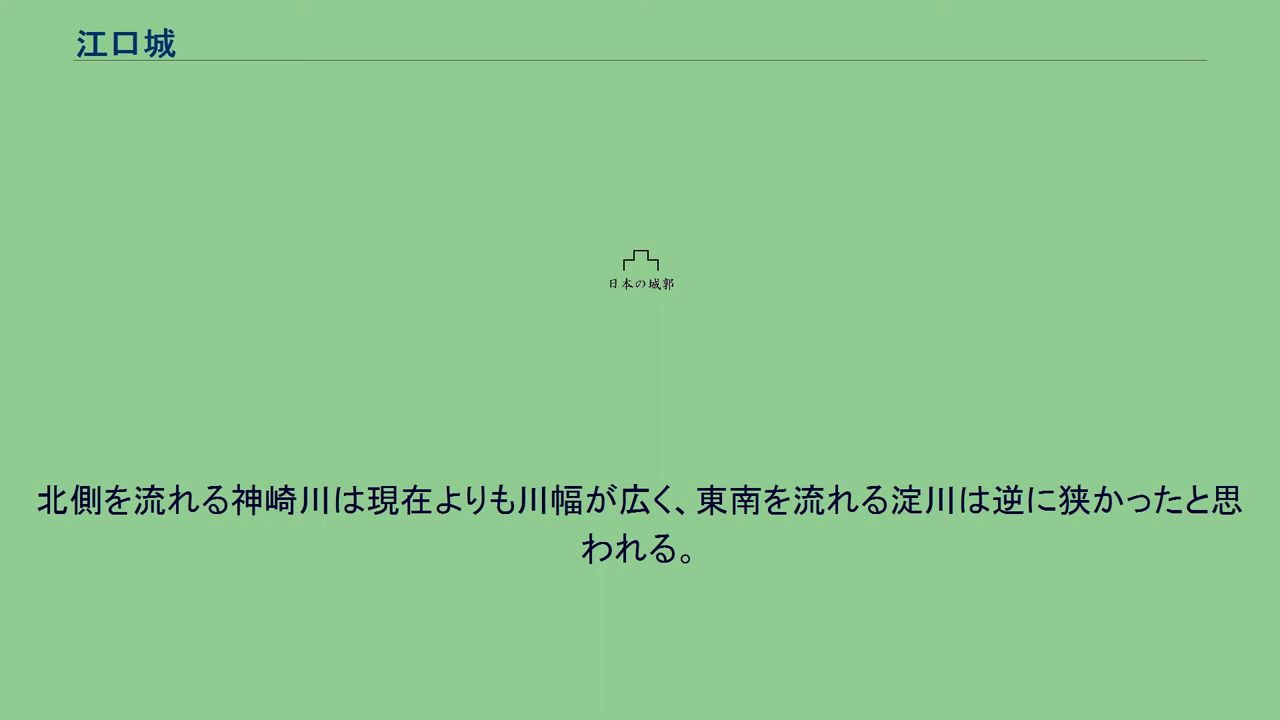 江口城
日本の城郭
北側を流れる神崎川は現在よりも川幅が広く、東南を流れる淀川は逆に狭かったと思
われる。